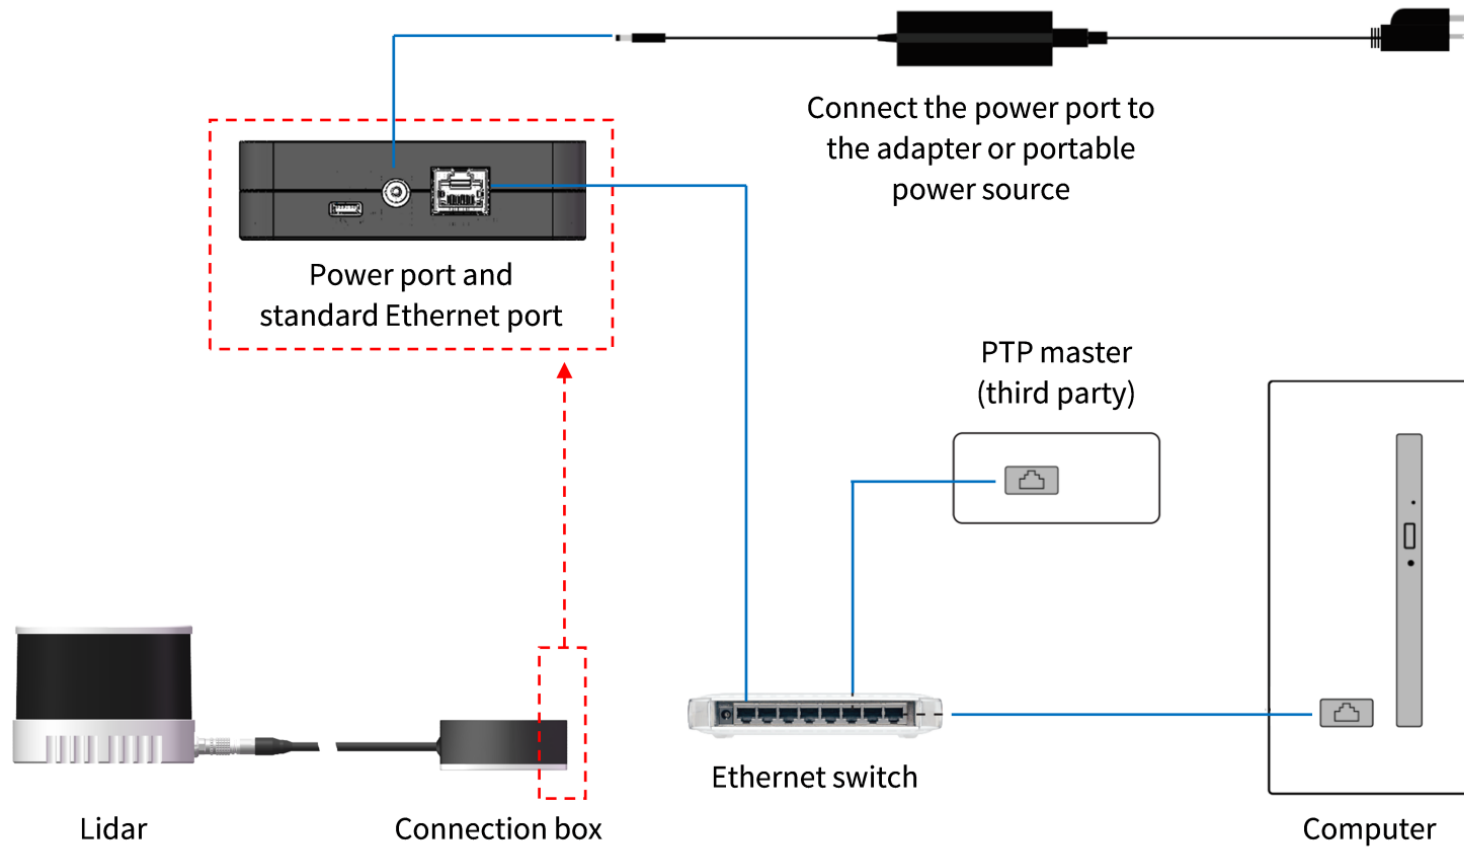 Connect the power port to
the adapter or portable
power source
Power port and
standard Ethernet port
PTP master
(third party)
Ethernet switch
Lidar
Connection box
Computer